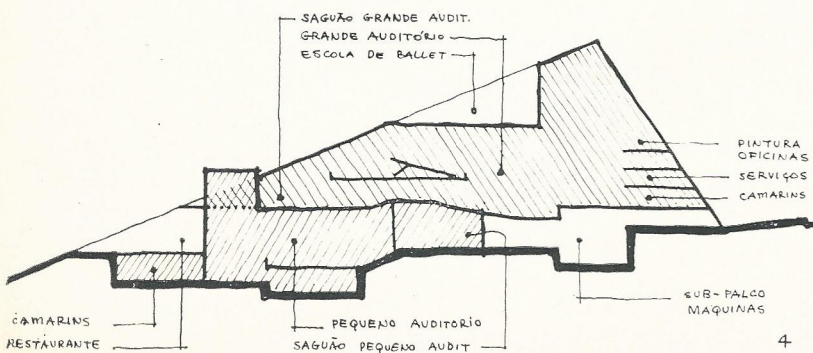 SAGUÃO GRANDE AUDIT.
GRANDE AUDITÓRIO
ESCOLA DE BALLET
PINTURA
OFICINAS
SERVIÇOS
CAMARINS
SUB-PALCO
MAQUINAS
CAMARINS
RESTAURANTE
PEQUENO AUDITORIO
SAGUÃO PEQUENO AUDIT
4